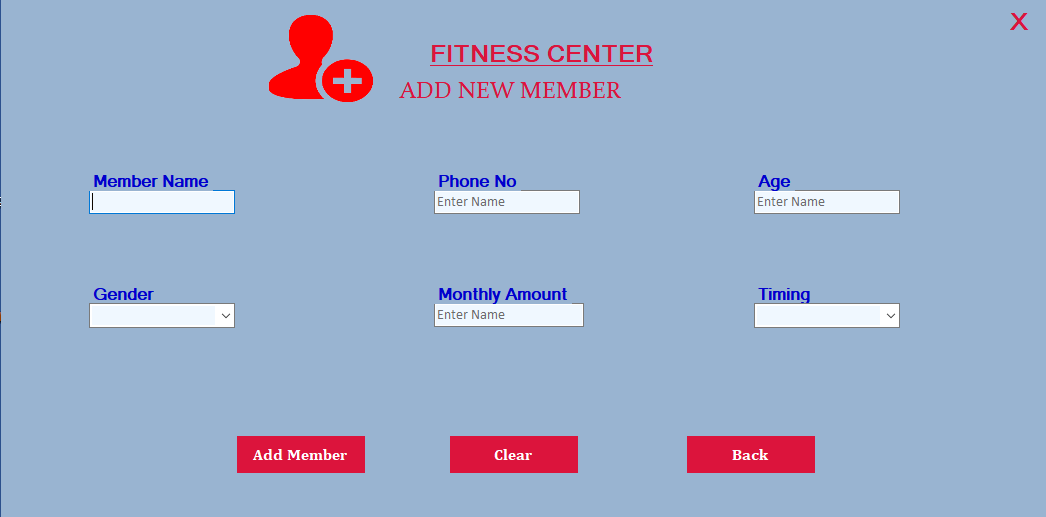 X
FITNESS CENTER
ADD NEW MEMBER
Member Name
Phone No
Age
Enter Name
Enter Name
Gender
Monthly Amount
Timing
Enter Name
Add Member
Clear
Back